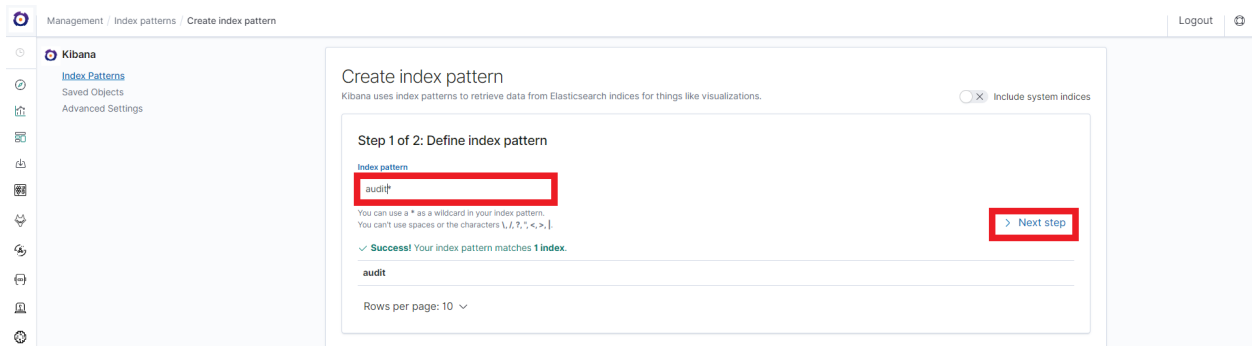 Management / Index patterns / Create index pattern
Logout
Kibana
Index Patterns
Saved Objects
Advanced Settings
Create index pattern
Kibana uses index patterns to retrieve data from Elasticsearch indices for things like visualizations.
Include system indices
Step 1 of 2: Define index pattern
Index pattern
audit*
You can use a * as a wildcard in your index pattern.
You can't use spaces or the characters \, /, ?, ", <, >, |.
> Next step
✓ Success! Your index pattern matches 1 index.
audit
Rows per page: 10